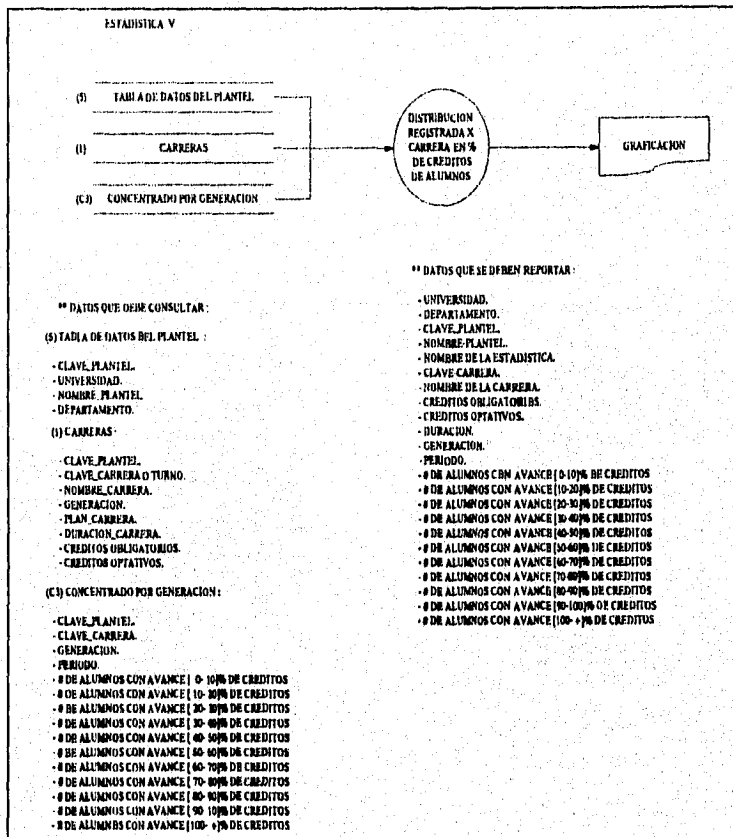 ESTADISTICA V
(5) TABLA DE DATOS DEL PLANTEL
(1) CARRERAS
(C3) CONCENTRADO POR GENERACION
DISTRIBUCION
REGISTRADA X
CARRERA EN %
DE CREDITOS
DE ALUMNOS
GRAFICACION
** DATOS QUE DEBE CONSULTAR :
(5) TABLA DE DATOS DEL PLANTEL :
- CLAVE_PLANTEL.
- UNIVERSIDAD.
- NOMBRE_PLANTEL.
- DEPARTAMENTO.
(1) CARRERAS
- CLAVE_PLANTEL.
- CLAVE_CARRERA O TURNO.
- NOMBRE_CARRERA.
- GENERACION.
- PLAN_CARRERA.
- DURACION_CARRERA.
- CREDITOS OBLIGATORIOS.
- CREDITOS OPTATIVOS.
(C3) CONCENTRADO POR GENERACION :
- CLAVE_PLANTEL.
- CLAVE_CARRERA.
- GENERACION.
- PERIODO.
- # DE ALUMNOS CON AVANCE [ 0- 10]% DE CREDITOS
- # DE ALUMNOS CON AVANCE [ 10- 20]% DE CREDITOS
- # DE ALUMNOS CON AVANCE [ 20- 30]% DE CREDITOS
- # DE ALUMNOS CON AVANCE [ 30- 40]% DE CREDITOS
- # DE ALUMNOS CON AVANCE [ 40- 50]% DE CREDITOS
- # DE ALUMNOS CON AVANCE [ 50- 60]% DE CREDITOS
- # DE ALUMNOS CON AVANCE [ 60- 70]% DE CREDITOS
- # DE ALUMNOS CON AVANCE [ 70- 80]% DE CREDITOS
- # DE ALUMNOS CON AVANCE [ 80- 90]% DE CREDITOS
- # DE ALUMNOS CON AVANCE [ 90- 10]% DE CREDITOS
- # DE ALUMNOS CON AVANCE [100- +]% DE CREDITOS
** DATOS QUE SE DEBEN REPORTAR :
- UNIVERSIDAD.
- DEPARTAMENTO.
- CLAVE_PLANTEL.
- NOMBRE-PLANTEL.
- NOMBRE DE LA ESTADISTICA.
- CLAVE-CARRERA.
- NOMBRE DE LA CARRERA.
- CREDITOS OBLIGATORIOS.
- CREDITOS OPTATIVOS.
- DURACION.
- GENERACION.
- PERIODO.
- # DE ALUMNOS CON AVANCE [ 0-10]% DE CREDITOS
- # DE ALUMNOS CON AVANCE [10-20]% DE CREDITOS
- # DE ALUMNOS CON AVANCE [20-30]% DE CREDITOS
- # DE ALUMNOS CON AVANCE [30-40]% DE CREDITOS
- # DE ALUMNOS CON AVANCE [40-50]% DE CREDITOS
- # DE ALUMNOS CON AVANCE [50-60]% DE CREDITOS
- # DE ALUMNOS CON AVANCE [60-70]% DE CREDITOS
- # DE ALUMNOS CON AVANCE [70-80]% DE CREDITOS
- # DE ALUMNOS CON AVANCE [80-90]% DE CREDITOS
- # DE ALUMNOS CON AVANCE [90-100]% DE CREDITOS
- # DE ALUMNOS CON AVANCE [100- +]% DE CREDITOS